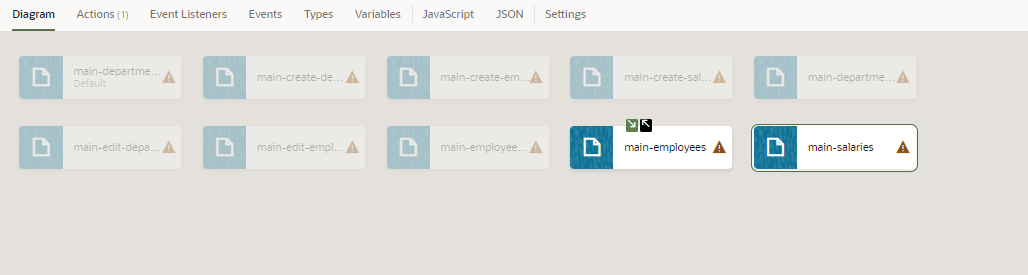 Diagram Actions (1) Event Listeners Events Types Variables JavaScript JSON Settings
main-departme...
Default
main-create-de...
main-create-em...
main-create-sal...
main-departme...
main-edit-depa...
main-edit-empl...
main-employee...
main-employees
main-salaries